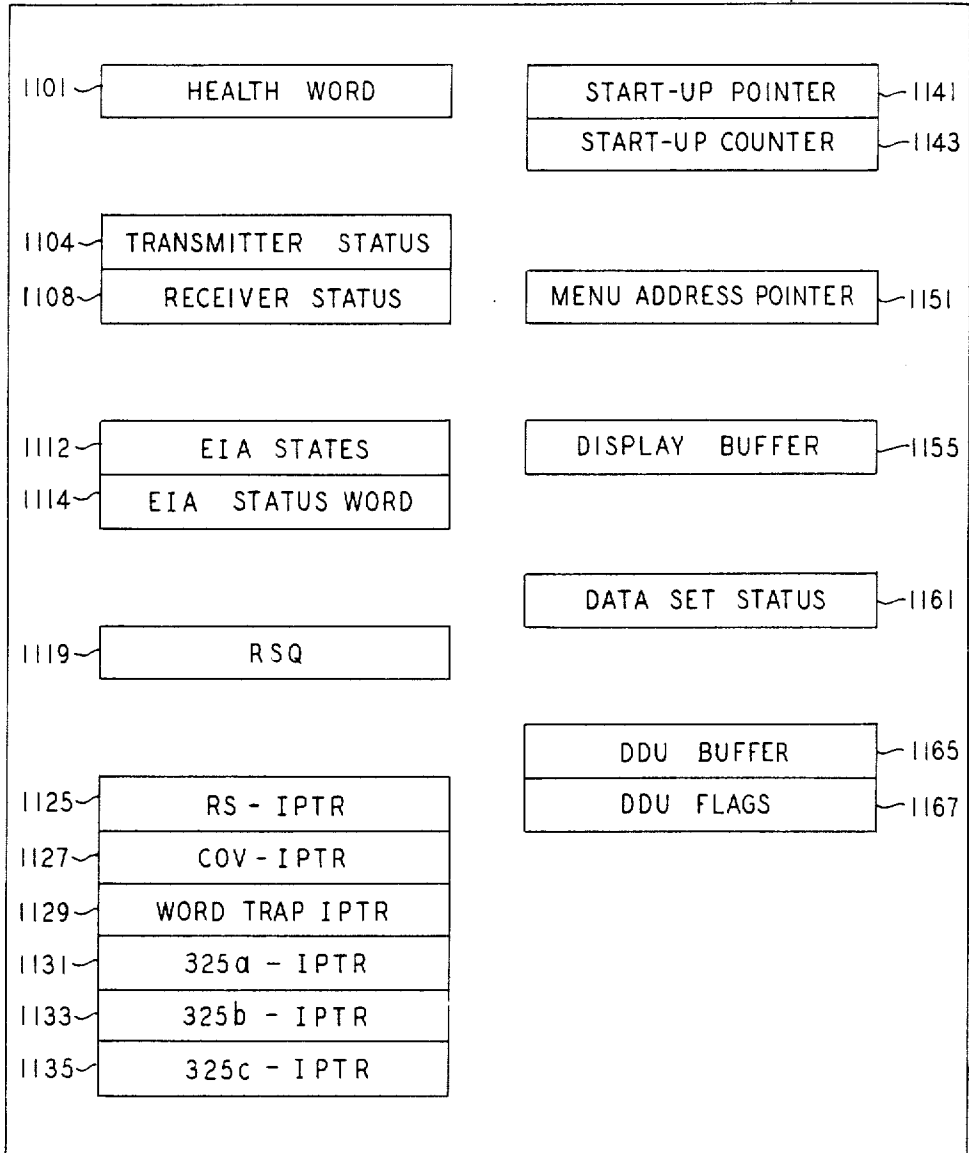 1101 HEALTH WORD
1104 TRANSMITTER STATUS
1108 RECEIVER STATUS
1112 EIA STATES
1114 EIA STATUS WORD
1119 RSQ
1125 RS - IPTR
1127 COV - IPTR
1129 WORD TRAP IPTR
1131 325a - IPTR
1133 325b - IPTR
1135 325c - IPTR
START-UP POINTER 1141
START-UP COUNTER 1143
MENU ADDRESS POINTER 1151
DISPLAY BUFFER 1155
DATA SET STATUS 1161
DDU BUFFER 1165
DDU FLAGS 1167